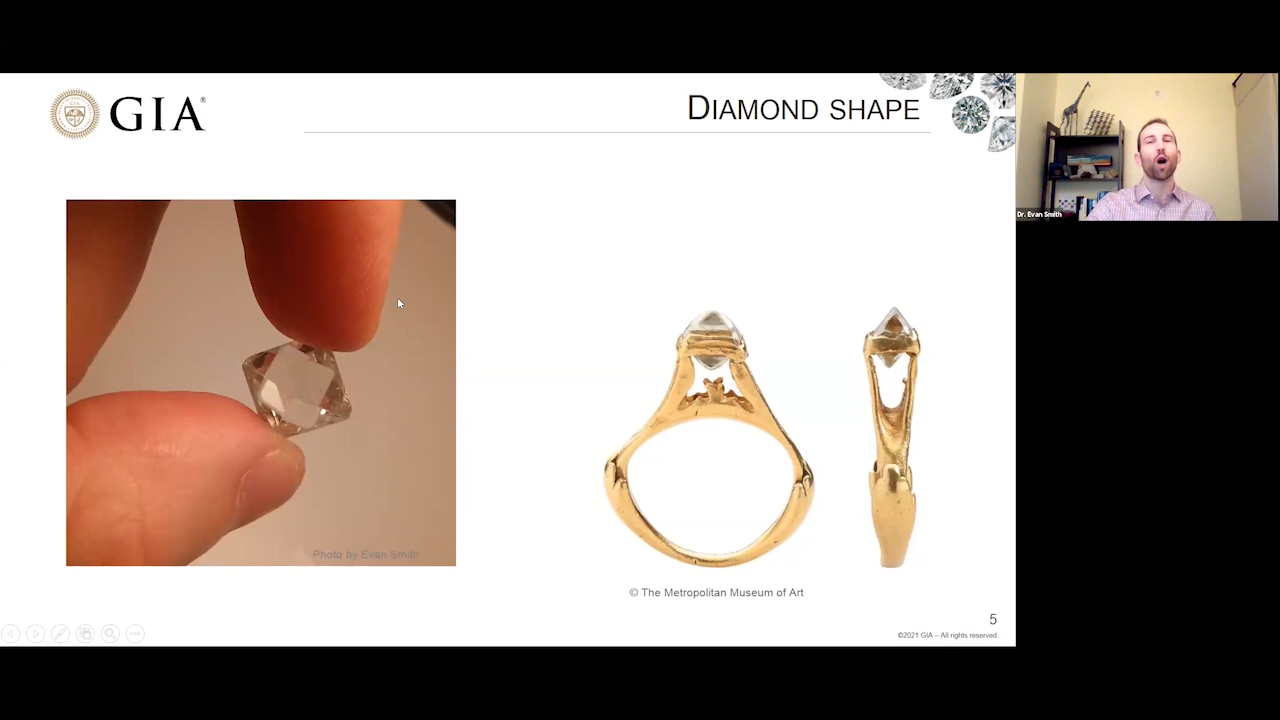 GIA®
DIAMOND SHAPE
Dr. Evan Smith
Photo by Evan Smith
© The Metropolitan Museum of Art
5
©2021 GIA – All rights reserved.